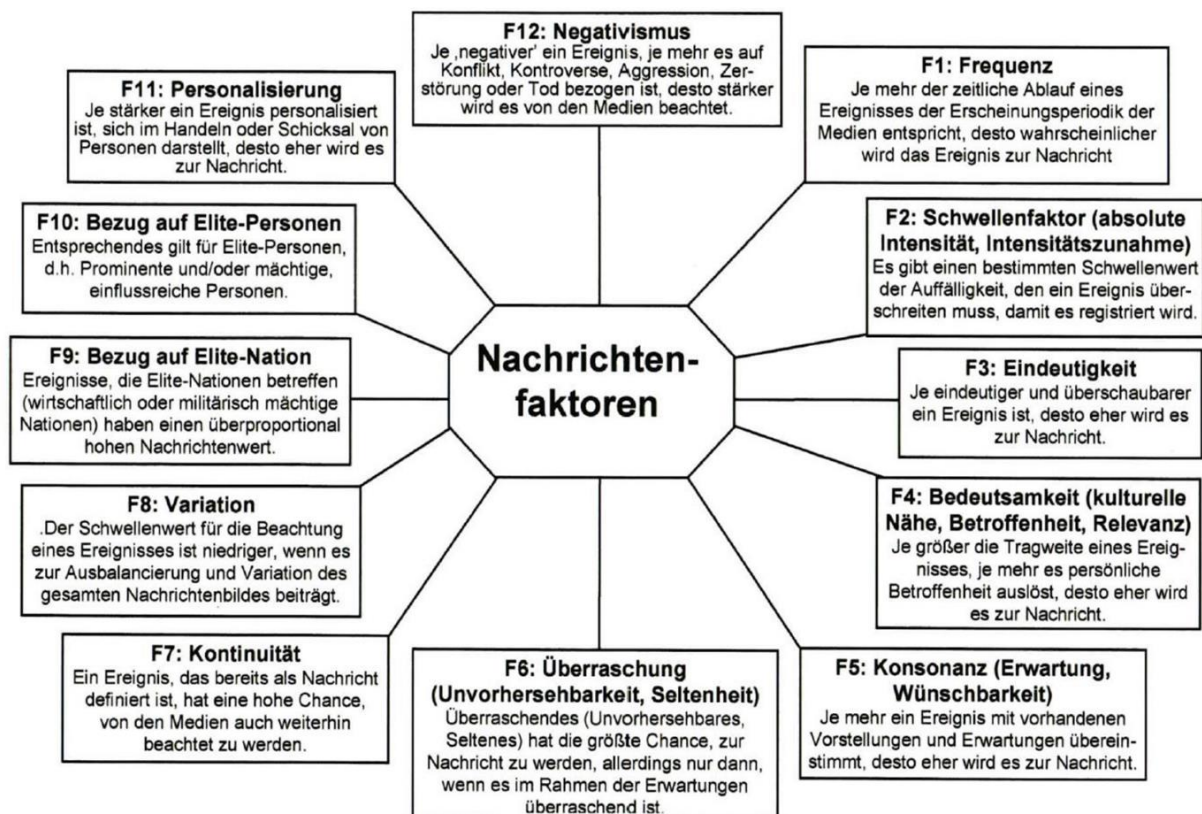 Nachrichten-
faktoren
F1: Frequenz
Je mehr der zeitliche Ablauf eines
Ereignisses der Erscheinungsperiodik der
Medien entspricht, desto wahrscheinlicher
wird das Ereignis zur Nachricht
F2: Schwellenfaktor (absolute
Intensität, Intensitätszunahme)
Es gibt einen bestimmten Schwellenwert
der Auffälligkeit, den ein Ereignis über-
schreiten muss, damit es registriert wird.
F3: Eindeutigkeit
Je eindeutiger und überschaubarer
ein Ereignis ist, desto eher wird es
zur Nachricht.
F4: Bedeutsamkeit (kulturelle
Nähe, Betroffenheit, Relevanz)
Je größer die Tragweite eines Ereig-
nisses, je mehr es persönliche
Betroffenheit auslöst, desto eher wird
es zur Nachricht.
F5: Konsonanz (Erwartung,
Wünschbarkeit)
Je mehr ein Ereignis mit vorhandenen
Vorstellungen und Erwartungen überein-
stimmt, desto eher wird es zur Nachricht.
F6: Überraschung
(Unvorhersehbarkeit, Seltenheit)
Überraschendes (Unvorhersehbares,
Seltenes) hat die größte Chance, zur
Nachricht zu werden, allerdings nur dann,
wenn es im Rahmen der Erwartungen
überraschend ist.
F7: Kontinuität
Ein Ereignis, das bereits als Nachricht
definiert ist, hat eine hohe Chance,
von den Medien auch weiterhin
beachtet zu werden.
F8: Variation
.Der Schwellenwert für die Beachtung
eines Ereignisses ist niedriger, wenn es
zur Ausbalancierung und Variation des
gesamten Nachrichtenbildes beiträgt.
F9: Bezug auf Elite-Nation
Ereignisse, die Elite-Nationen betreffen
(wirtschaftlich oder militärisch mächtige
Nationen) haben einen überproportional
hohen Nachrichtenwert.
F10: Bezug auf Elite-Personen
Entsprechendes gilt für Elite-Personen,
d.h. Prominente und/oder mächtige,
einflussreiche Personen.
F11: Personalisierung
Je stärker ein Ereignis personalisiert
ist, sich im Handeln oder Schicksal von
Personen darstellt, desto eher wird es
zur Nachricht.
F12: Negativismus
Je ‚negativer' ein Ereignis, je mehr es auf
Konflikt, Kontroverse, Aggression, Zer-
störung oder Tod bezogen ist, desto stärker
wird es von den Medien beachtet.